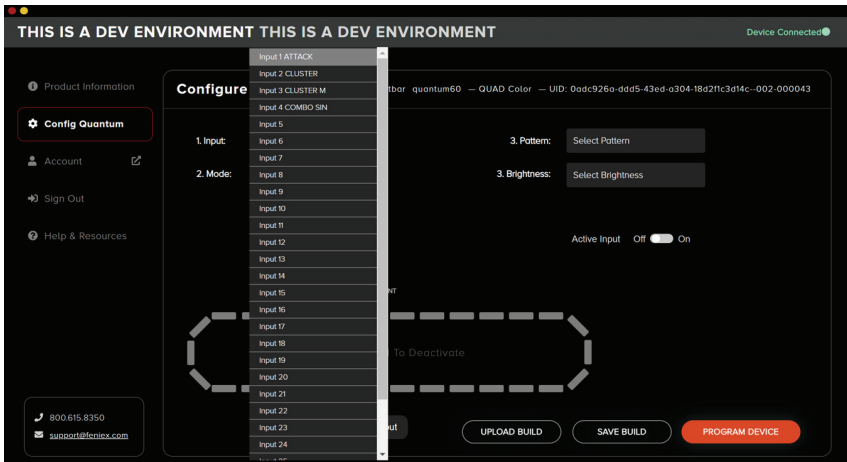 THIS IS A DEV ENVIRONMENT THIS IS A DEV ENVIRONMENT
Device Connected
Product Information
Config Quantum
Account
Sign Out
Help & Resources
800.615.8350
support@feniex.com
Configure
quantum60 — QUAD Color — UID: 0adc926a-ddd5-43ed-a304-18d2f1c3d14c--002-000043
1. Input:
2. Mode:
Input 1 ATTACK
Input 2 CLUSTER
Input 3 CLUSTER M
Input 4 COMBO SIN
Input 5
Input 6
Input 7
Input 8
Input 9
Input 10
Input 11
Input 12
Input 13
Input 14
Input 15
Input 16
Input 17
Input 18
Input 19
Input 20
Input 21
Input 22
Input 23
Input 24
3. Pattern:
Select Pattern
3. Brightness:
Select Brightness
Active Input Off On
To Deactivate
UPLOAD BUILD
SAVE BUILD
PROGRAM DEVICE